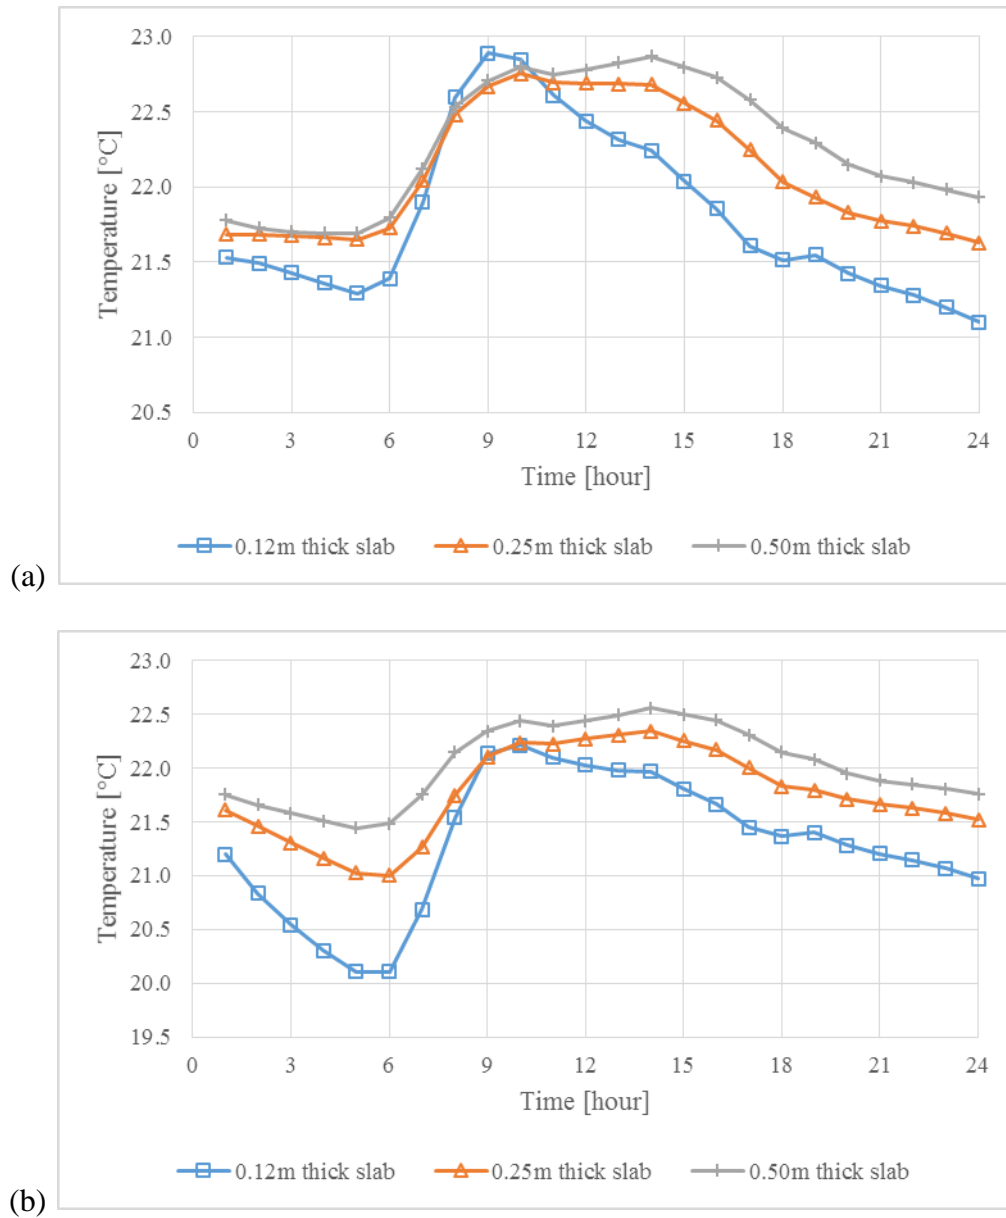 23.0
22.5
22.0
21.5
21.0
20.5
Temperature [°C]
0 3 6 9 12 15 18 21 24
Time [hour]
0.12m thick slab 0.25m thick slab 0.50m thick slab
(a)
23.0
22.5
22.0
21.5
21.0
20.5
20.0
19.5
Temperature [°C]
0 3 6 9 12 15 18 21 24
Time [hour]
0.12m thick slab 0.25m thick slab 0.50m thick slab
(b)